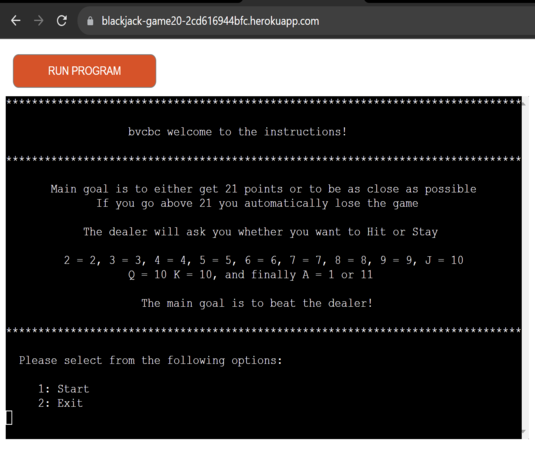 blackjack-game20-2cd616944bfc.herokuapp.com
RUN PROGRAM
********************************************************************************
bvcbc welcome to the instructions!
********************************************************************************
Main goal is to either get 21 points or to be as close as possible
If you go above 21 you automatically lose the game
The dealer will ask you whether you want to Hit or Stay
2 = 2, 3 = 3, 4 = 4, 5 = 5, 6 = 6, 7 = 7, 8 = 8, 9 = 9, J = 10
Q = 10 K = 10, and finally A = 1 or 11
The main goal is to beat the dealer!
********************************************************************************
Please select from the following options:
1: Start
2: Exit